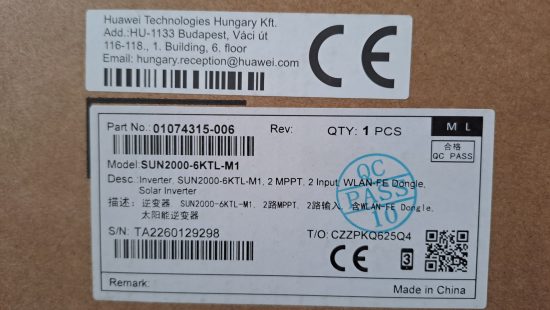 Huawei Technologies Hungary Kft.
Add.:HU-1133 Budapest, Váci út
116-118., 1. Building, 6. floor
Email: hungary.reception@huawei.com
CE
Part No.: 01074315-006 Rev: QTY: 1 PCS M L
合格
QC PASS
Model: SUN2000-6KTL-M1
Desc.: Inverter, SUN2000-6KTL-M1, 2 MPPT, 2 Input, WLAN-FE Dongle,
Solar Inverter
描述: 逆变器 SUN2000-6KTL-M1, 2路MPPT, 2路输入, 含WLAN-FE Dongle,
太阳能逆变器
QC
PASS
10
S/N: TA2260129298 T/O: CZZPKQ625Q4
CE 3
Remark: Made in China